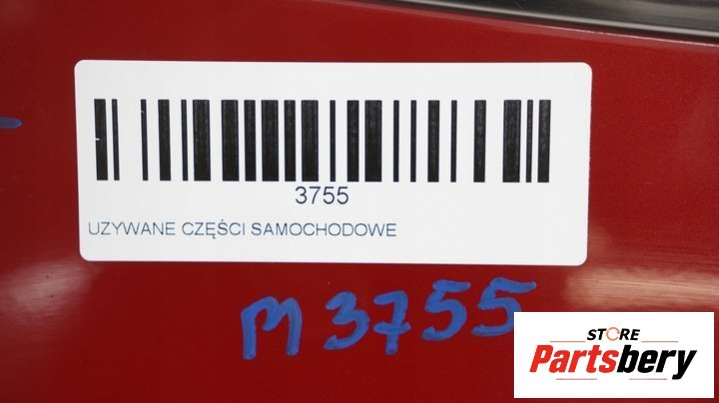 3755
UZYWANE CZĘŚCI SAMOCHODOWE
M 3755
STORE
Partsbery